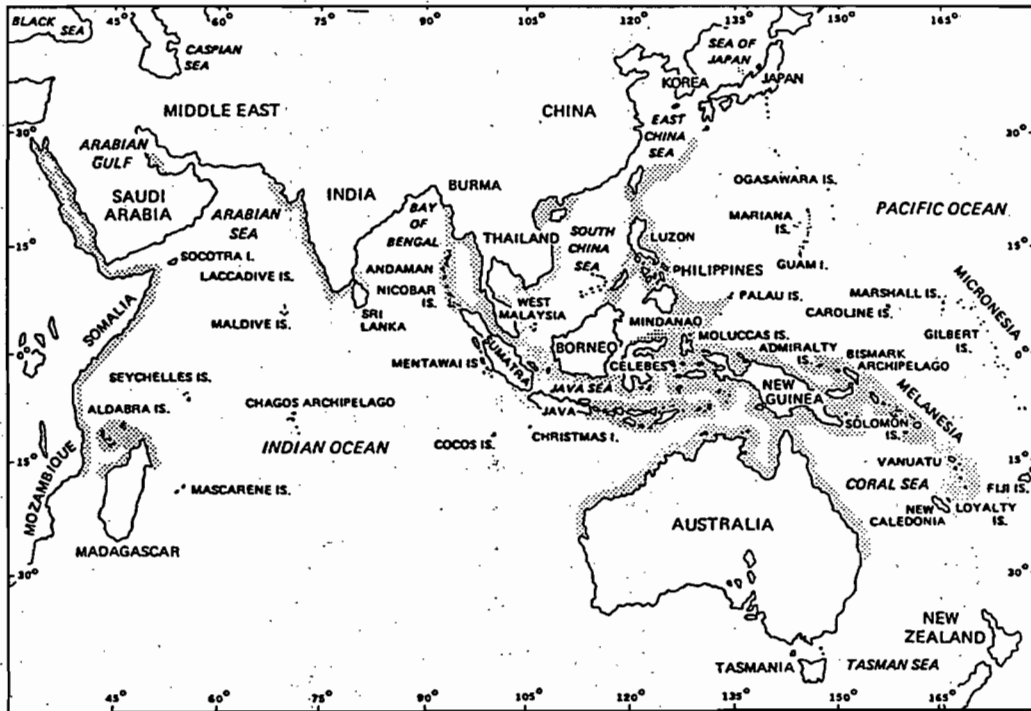 45° 60° 75° 90° 105° 120° 135° 150° 165°
BLACK
SEA
CASPIAN
SEA
SEA OF
JAPAN
KOREA
JAPAN
MIDDLE EAST
CHINA
30°
30°
EAST
CHINA
SEA
ARABIAN
GULF
SAUDI
ARABIA
ARABIAN
SEA
INDIA
BURMA
BAY
OF
BENGAL
OGASAWARA IS.
MARIANA
IS.
PACIFIC OCEAN
15°
15°
THAILAND
SOUTH
CHINA
SEA
LUZON
GUAM I.
SOCOTRA I.
LACCADIVE IS.
ANDAMAN
NICOBAR
IS.
PHILIPPINES
SOMALIA
MALDIVE IS.
SRI
LANKA
WEST
MALAYSIA
PALAU IS.
MARSHALL IS.
CAROLINE IS.
MICRONESIA
MINDANAO
MOLUCCAS IS.
GILBERT
IS.
0°
0°
MENTAWAI IS
SUMATRA
BORNEO
CELEBES
ADMIRALTY
IS.
BISMARK
ARCHIPELAGO
SEYCHELLES IS.
JAVA SEA
NEW
GUINEA
MELANESIA
ALDABRA IS.
CHAGOS ARCHIPELAGO
JAVA
SOLOMON
IS.
INDIAN OCEAN
COCOS IS.
CHRISTMAS I.
15°
15°
MOZAMBIQUE
VANUATU
CORAL SEA
FIJI IS.
MASCARENE IS.
NEW
CALEDONIA
LOYALTY
IS.
AUSTRALIA
MADAGASCAR
30°
30°
NEW
ZEALAND
TASMANIA
TASMAN SEA
45° 60° 75° 90° 105° 120° 135° 150° 165°